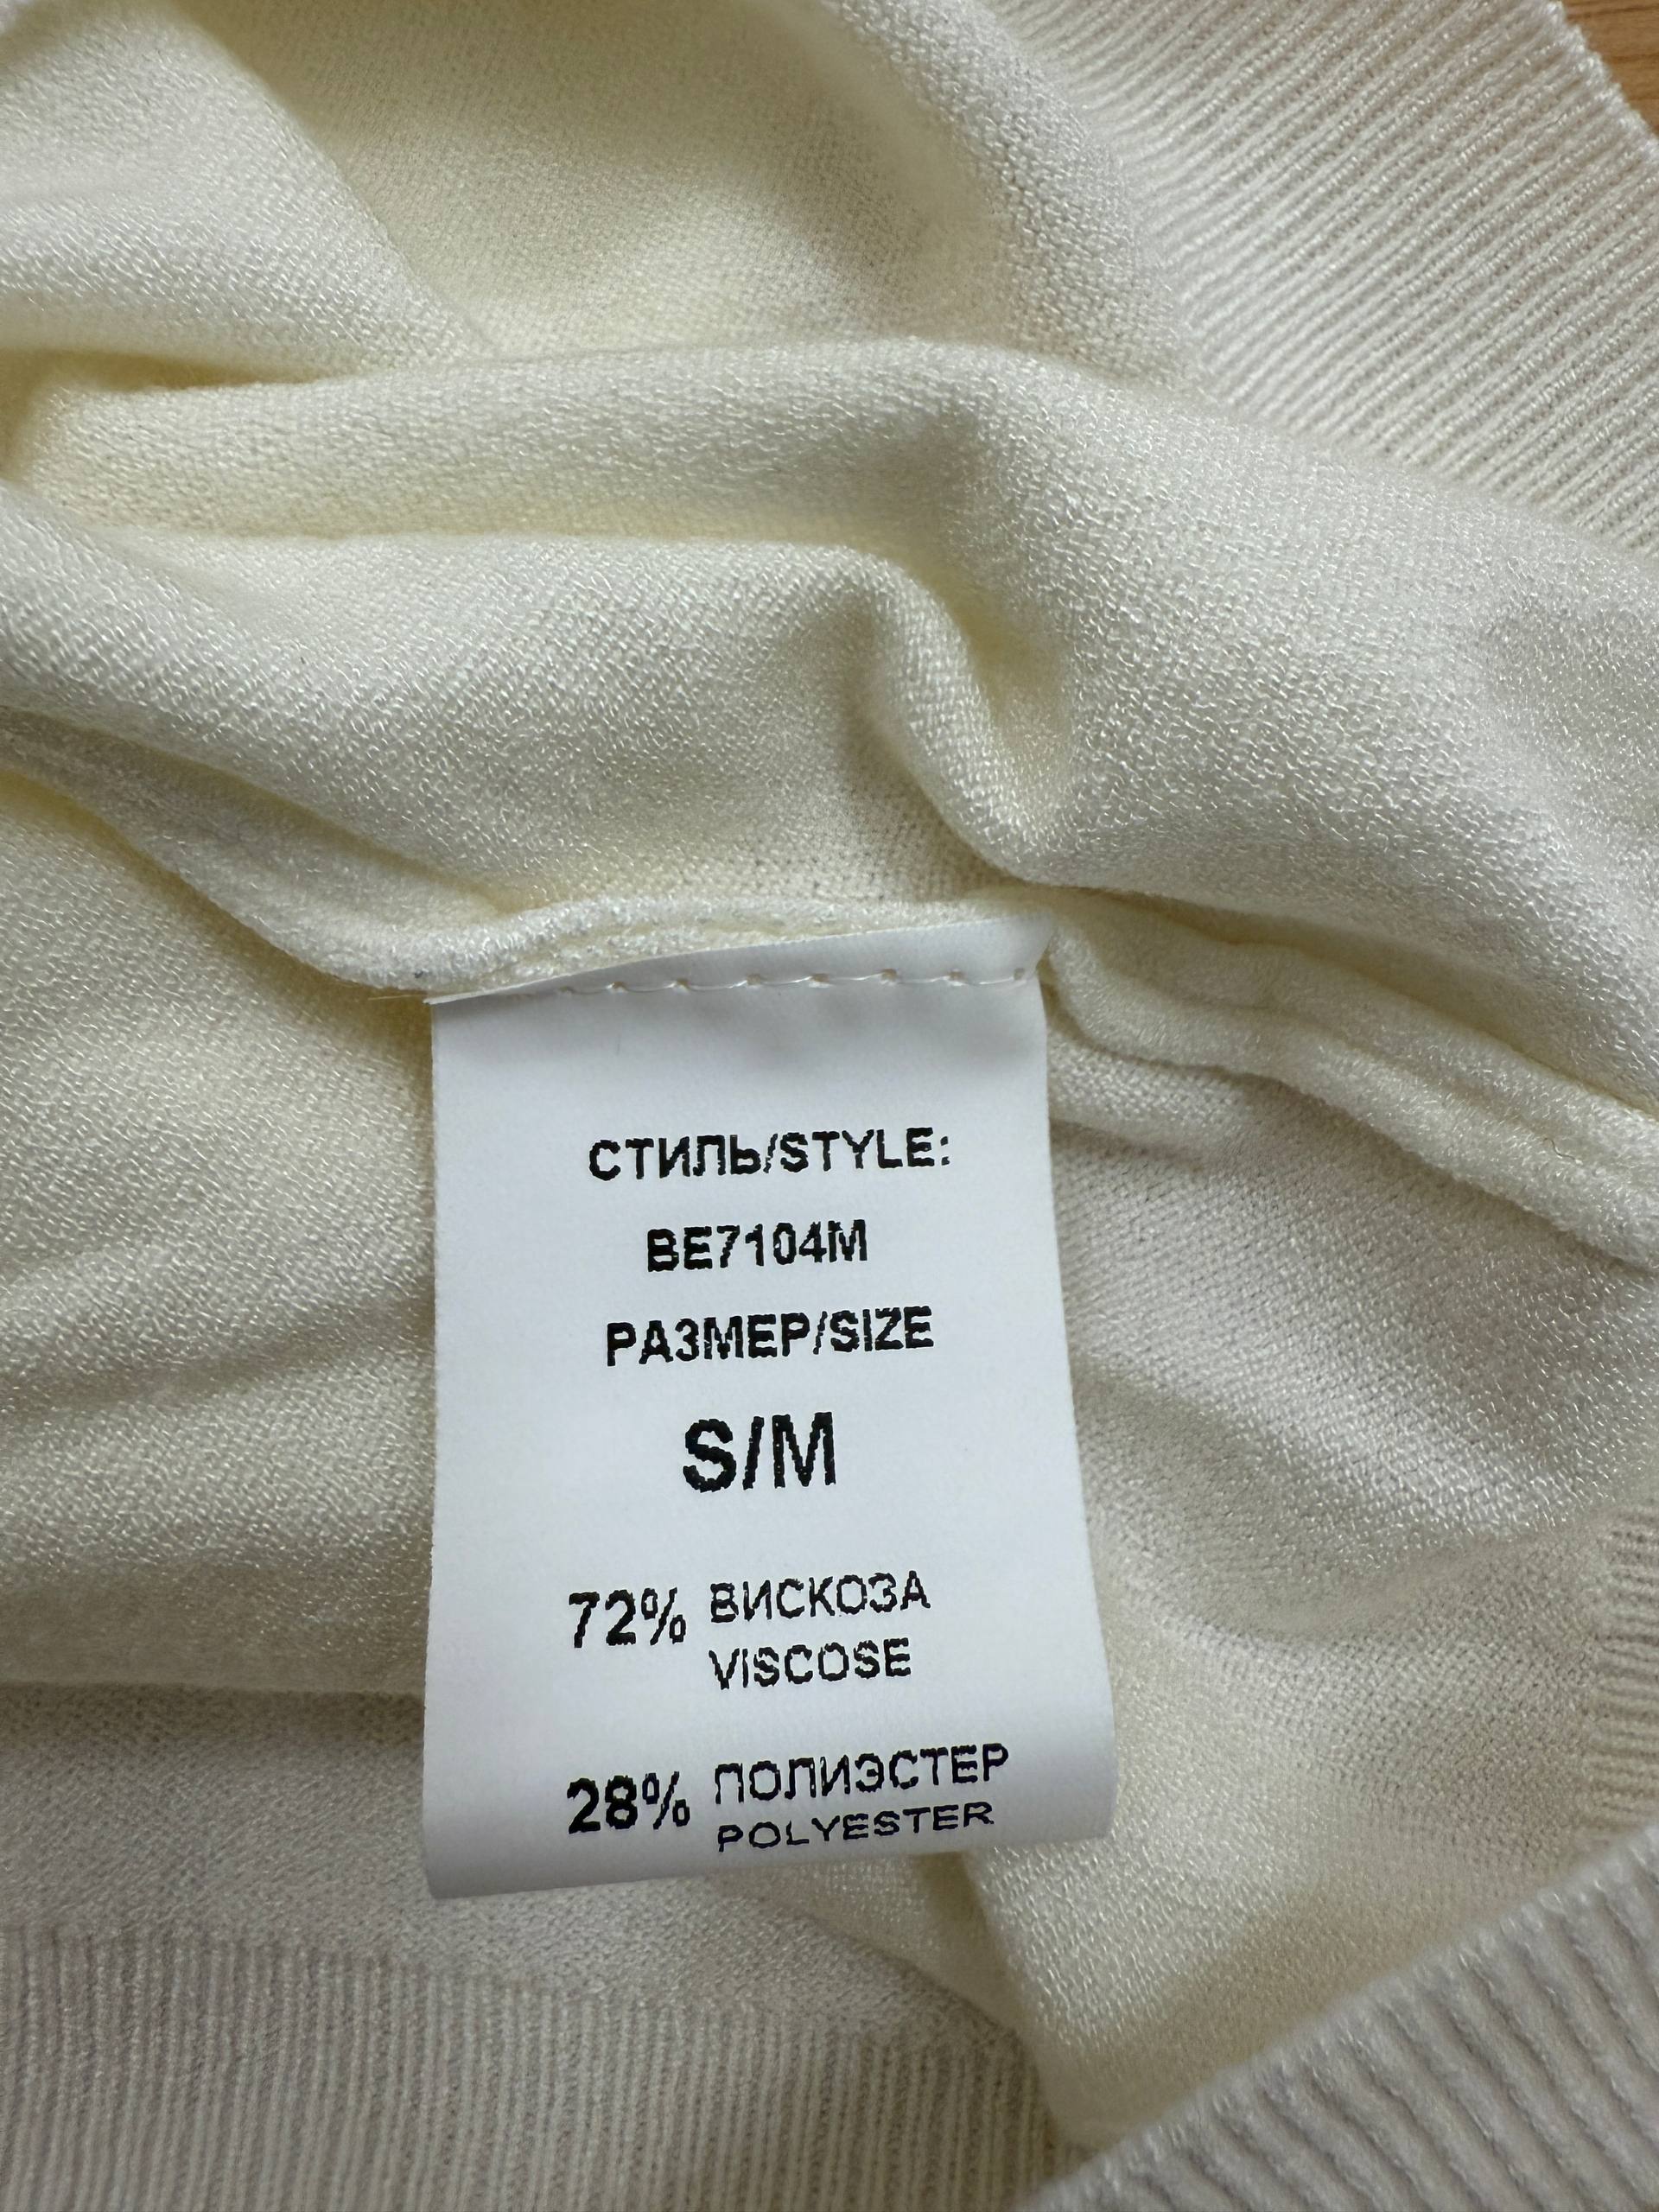 СТИЛЬ/STYLE:
BE7104M
РАЗМЕР/SIZE
S/M
72% ВИСКОЗА
VISCOSE
28% ПОЛИЭСТЕР
POLYESTER